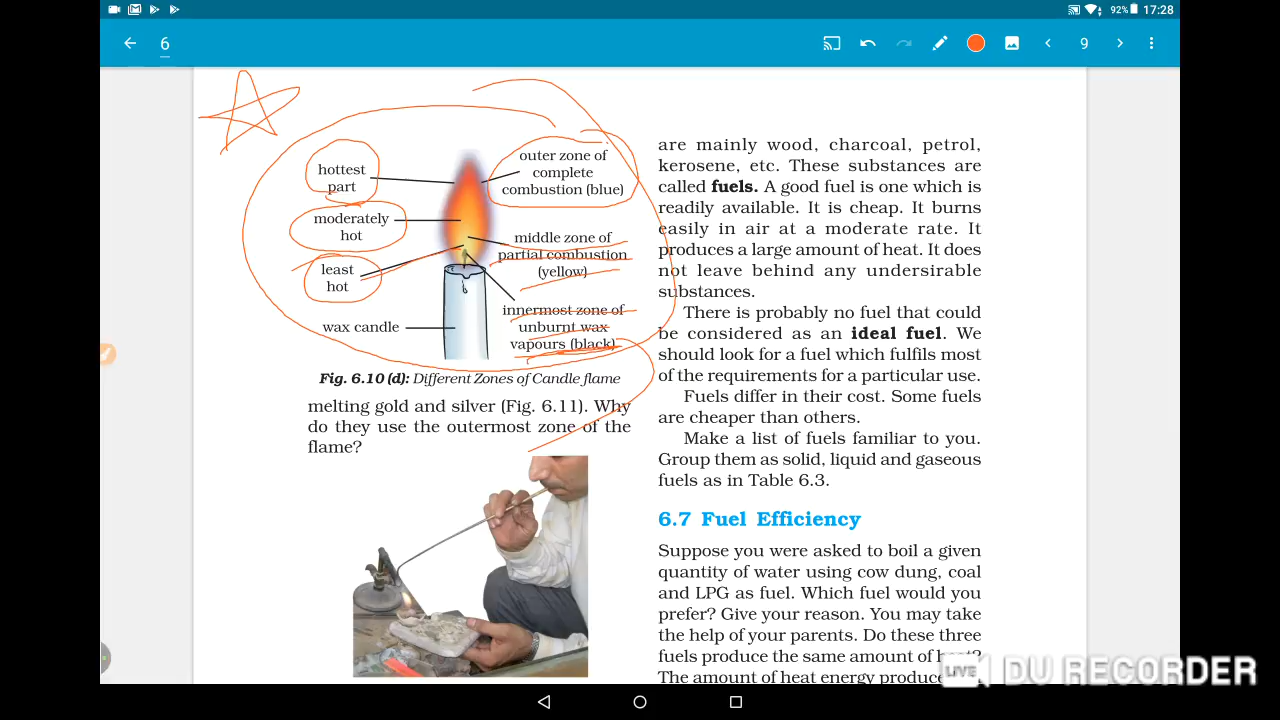 92% 17:28
6
9
hottest
part
moderately
hot
least
hot
wax candle
outer zone of
complete
combustion (blue)
middle zone of
partial combustion
(yellow)
innermost zone of
unburnt wax
vapours (black)
Fig. 6.10 (d): Different Zones of Candle flame
melting gold and silver (Fig. 6.11). Why
do they use the outermost zone of the
flame?
are mainly wood, charcoal, petrol,
kerosene, etc. These substances are
called fuels. A good fuel is one which is
readily available. It is cheap. It burns
easily in air at a moderate rate. It
produces a large amount of heat. It does
not leave behind any undersirable
substances.
There is probably no fuel that could
be considered as an ideal fuel. We
should look for a fuel which fulfils most
of the requirements for a particular use.
Fuels differ in their cost. Some fuels
are cheaper than others.
Make a list of fuels familiar to you.
Group them as solid, liquid and gaseous
fuels as in Table 6.3.
6.7 Fuel Efficiency
Suppose you were asked to boil a given
quantity of water using cow dung, coal
and LPG as fuel. Which fuel would you
prefer? Give your reason. You may take
the help of your parents. Do these three
fuels produce the same amount of heat?
The amount of heat energy produce
LIVE DU RECORDER